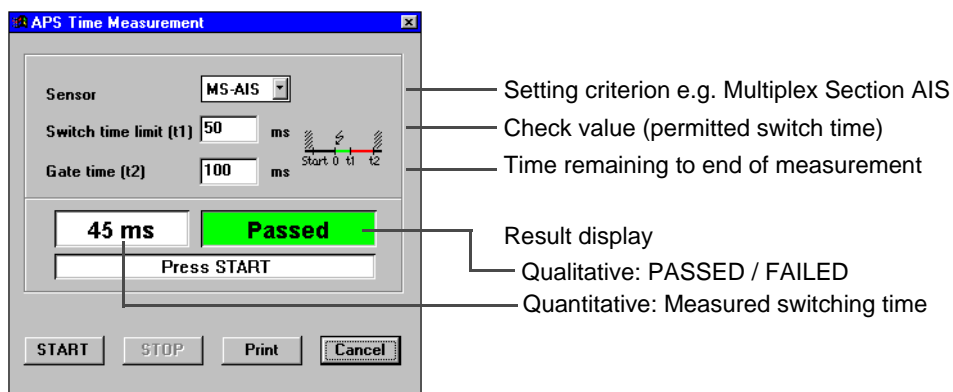 APS Time Measurement
Sensor MS-AIS
Switch time limit (t1) 50 ms
Gate time (t2) 100 ms
Start 0 t1 t2
45 ms Passed
Press START
START STOP Print Cancel
Setting criterion e.g. Multiplex Section AIS
Check value (permitted switch time)
Time remaining to end of measurement
Result display
Qualitative: PASSED / FAILED
Quantitative: Measured switching time